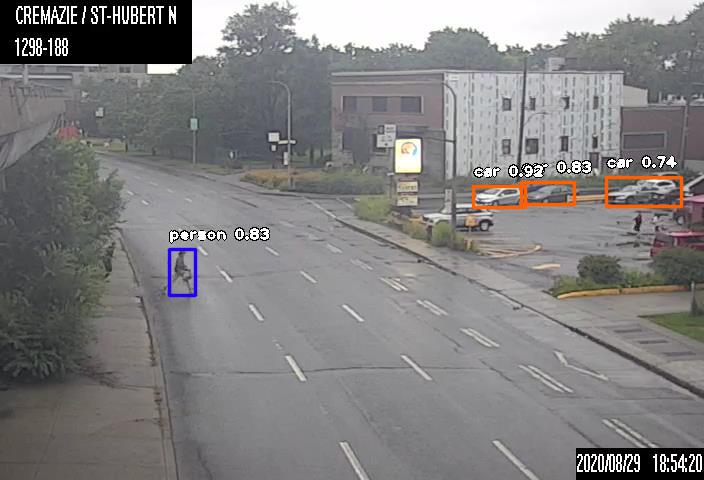 CREMAZIE / ST-HUBERT N
1298-188
car 0.92
car 0.83
car 0.74
person 0.83
2020/08/29 18:54:20